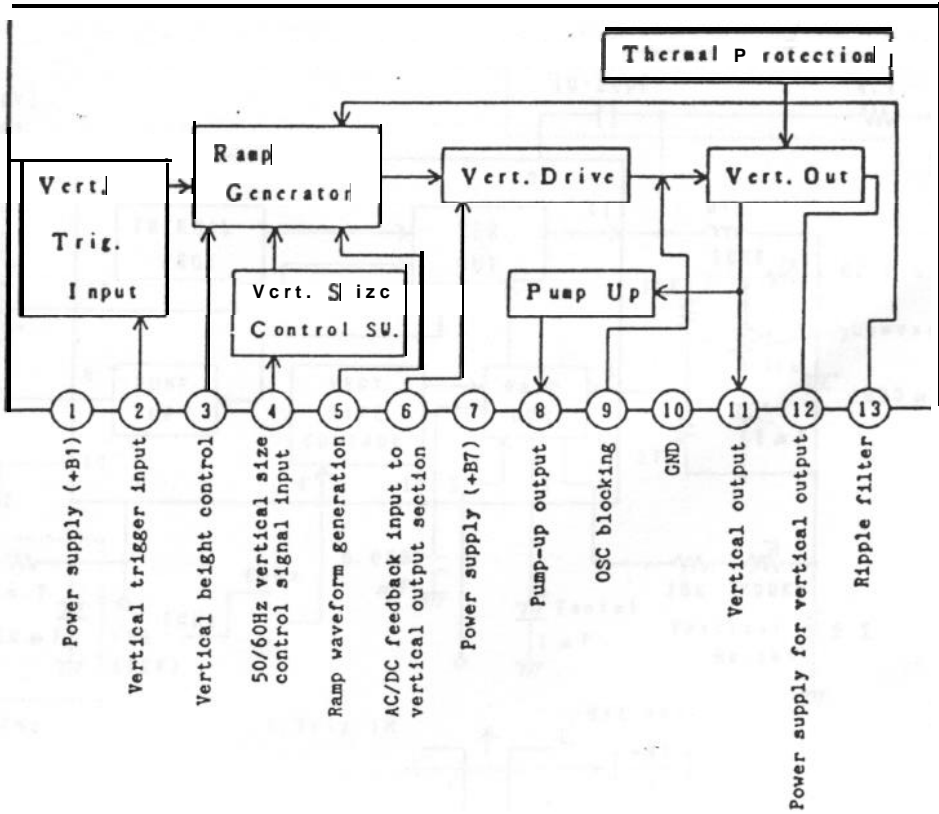 Thermal Protection
Ramp
Generator
Vert.
Trig.
Input
Vert. Drive
Vert. Out
Vcrt. Sizc
Control SW.
Pump Up
1
2
3
4
5
6
7
8
9
10
11
12
13
Power supply (+B1)
Vertical trigger input
Vertical height control
50/60Hz vertical size
control signal input
Ramp waveform generation
AC/DC feedback input to
vertical output section
Power supply (+B7)
Pump-up output
OSC blocking
GND
Vertical output
Power supply for vertical output
Ripple filter